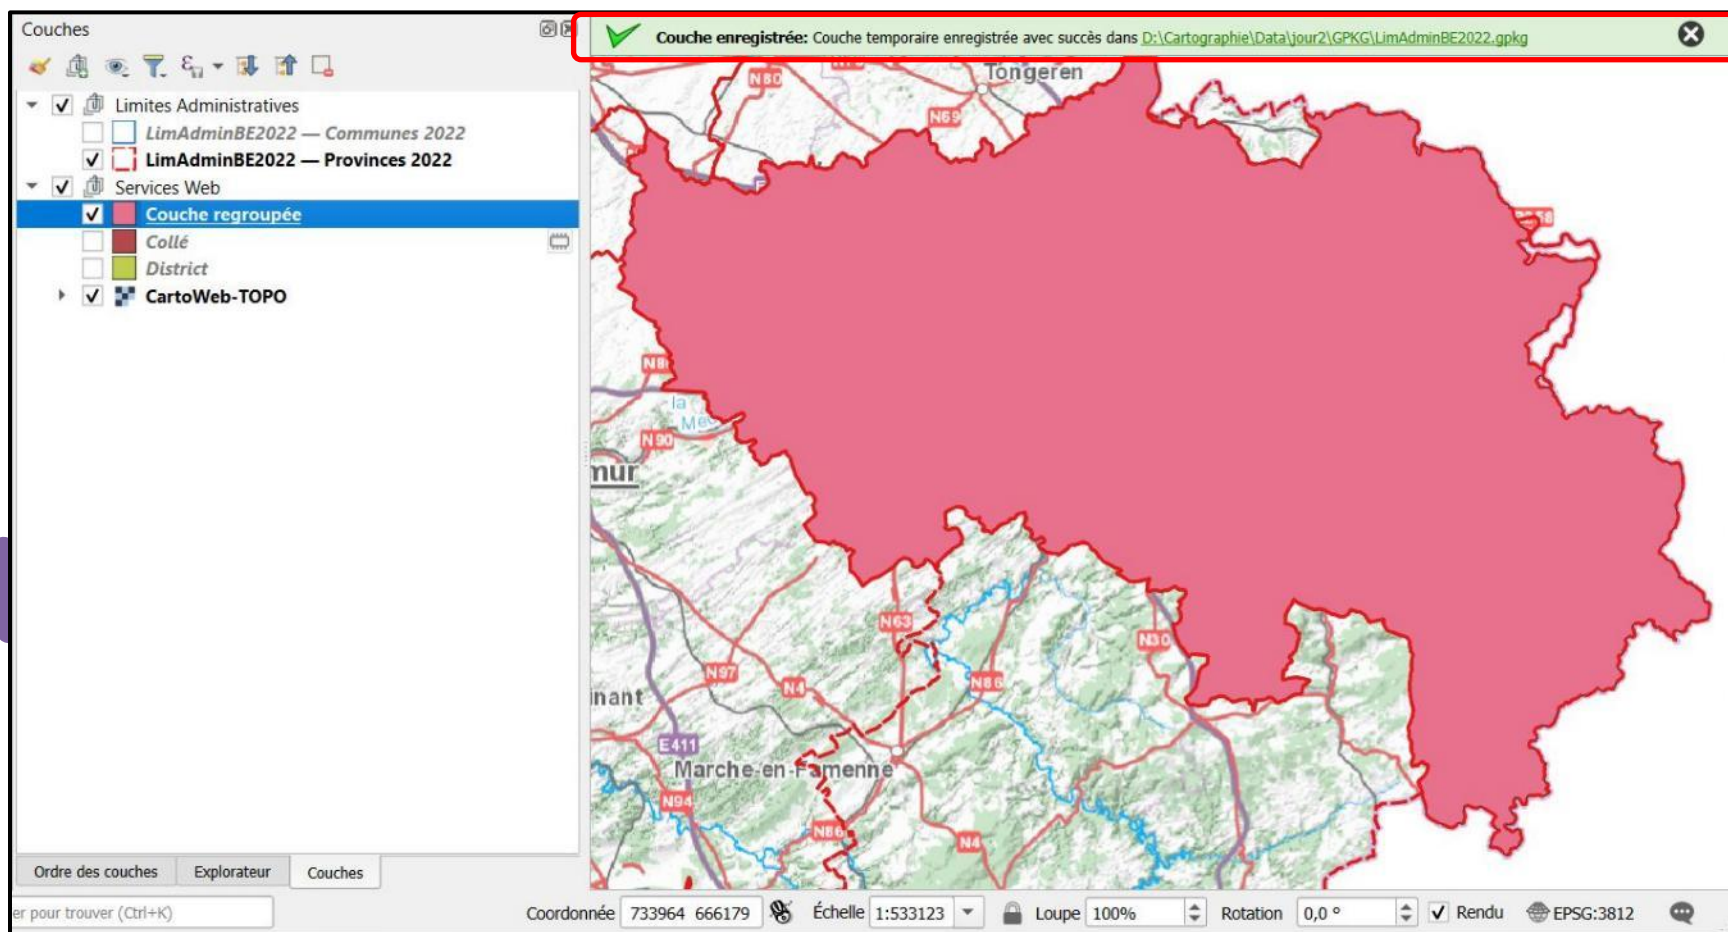 Couches
Couche enregistrée: Couche temporaire enregistrée avec succès dans D:\Cartographie\Data\jour2\GPKG\LimAdminBE2022.gpkg
Limites Administratives
LimAdminBE2022 — Communes 2022
LimAdminBE2022 — Provinces 2022
Services Web
Couche regroupée
Collé
District
CartoWeb-TOPO
Tongeren
N80
N69
N90
la
mur
N63
N30
N97
N4
N86
inant
E411
Marche-en-Famenne
N94
N86
N4
Ordre des couches Explorateur Couches
er pour trouver (Ctrl+K) Coordonnée 733964 666179 Échelle 1:533123 Loupe 100% Rotation 0,0 ° Rendu EPSG:3812